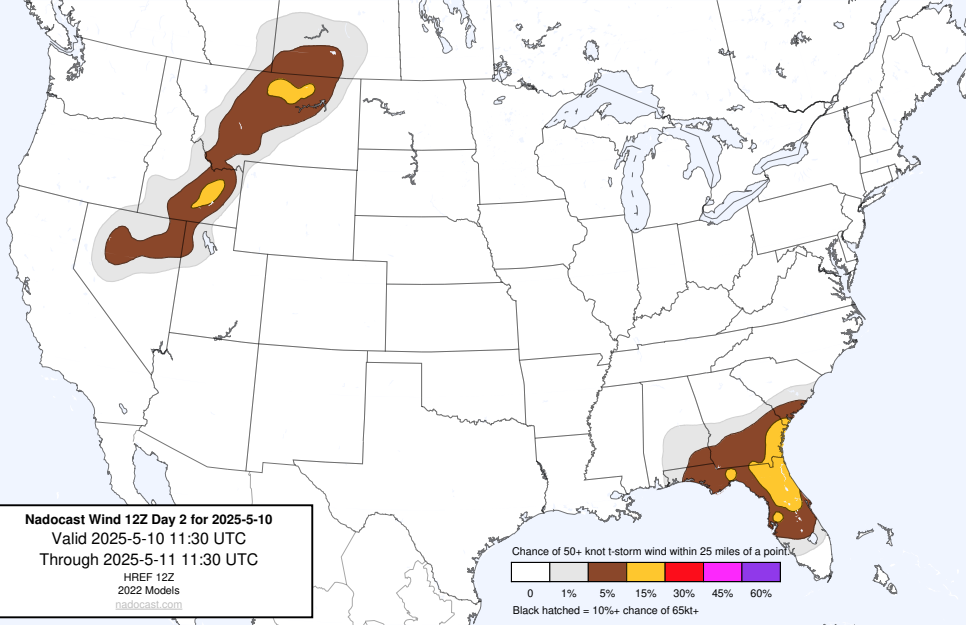 Nadocast Wind 12Z Day 2 for 2025-5-10
Valid 2025-5-10 11:30 UTC
Through 2025-5-11 11:30 UTC
HREF 12Z
2022 Models
nadocast.com
Chance of 50+ knot t-storm wind within 25 miles of a point.
0 1% 5% 15% 30% 45% 60%
Black hatched = 10%+ chance of 65kt+